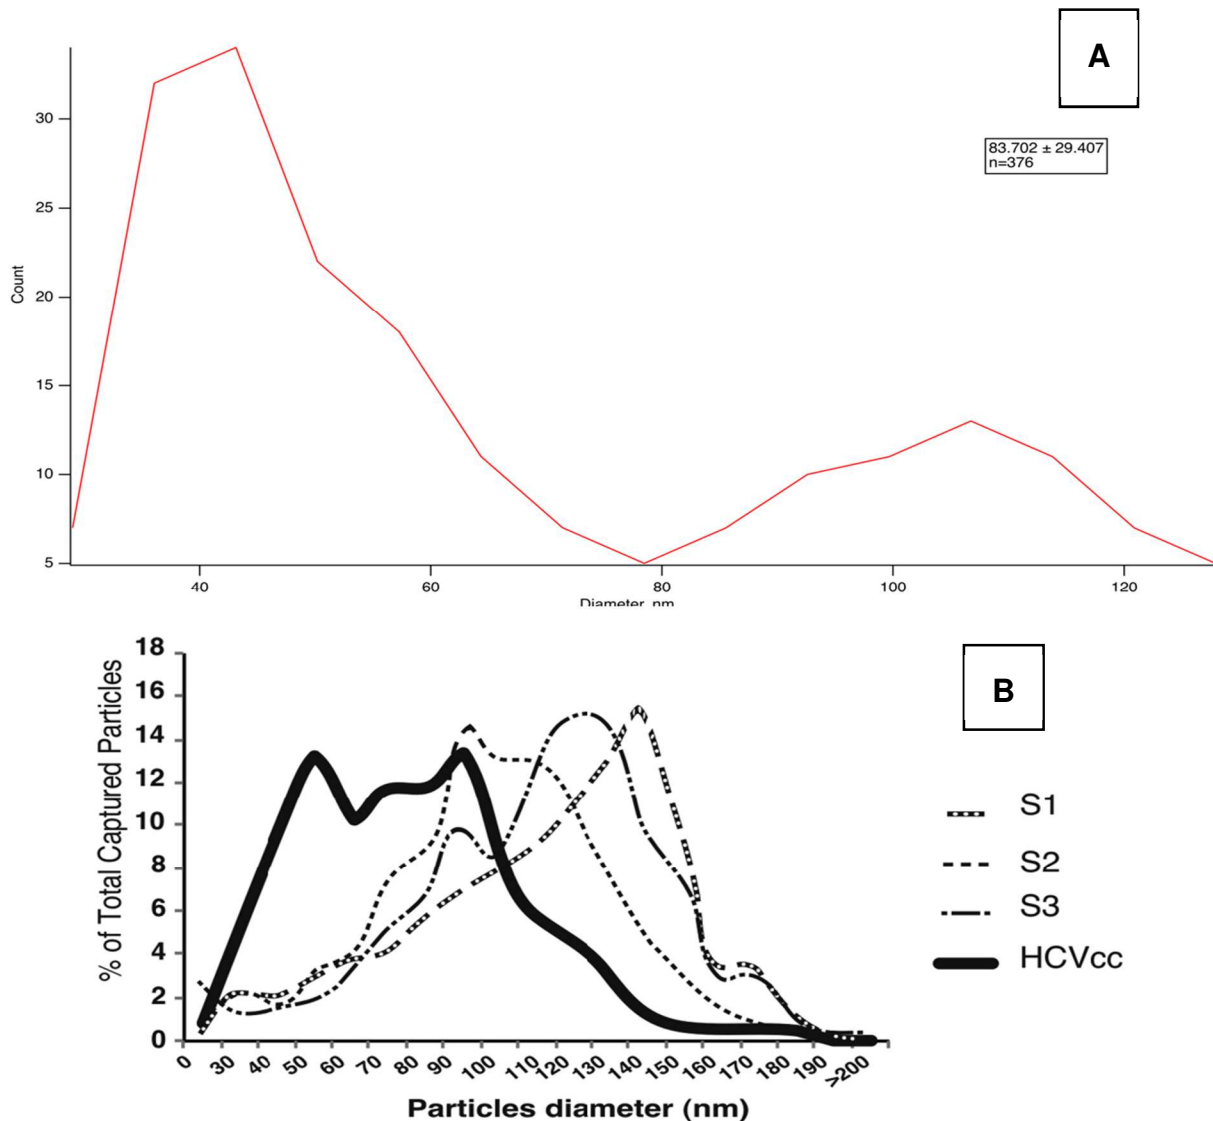 A
30
25
20
15
10
5
Count
83.702 ± 29.407
n=376
40 60 80 100 120
Diameter, nm
B
18
16
14
12
10
8
6
4
2
0
% of Total Captured Particles
S1
S2
S3
HCVcc
0 30 40 50 60 70 80 90 100 110 120 130 140 150 160 170 180 190 >200
Particles diameter (nm)